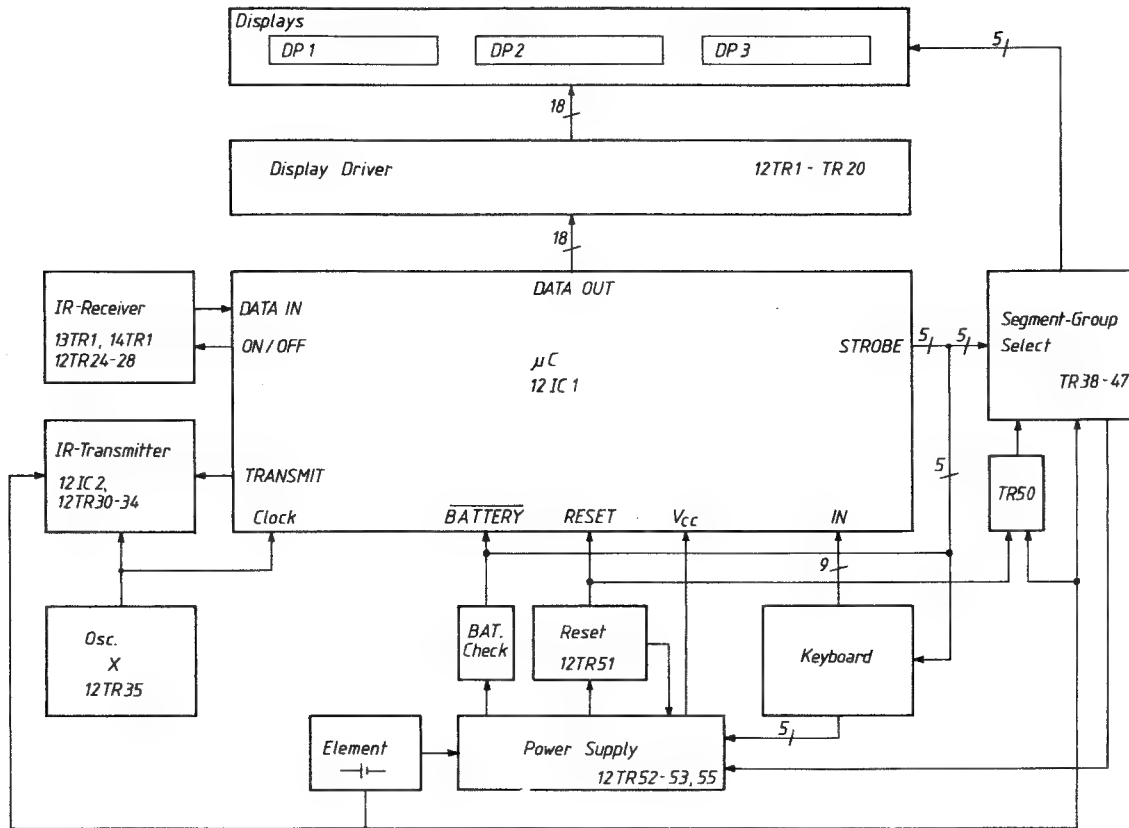 Displays
DP 1
DP 2
DP 3
5
18
Display Driver
12TR1 - TR 20
18
DATA OUT
IR-Receiver
13TR1, 14TR1
12TR24-28
DATA IN
ON / OFF
μC
12 IC 1
STROBE
5
5
Segment-Group
Select
TR38-47
IR-Transmitter
12 IC 2,
12TR30-34
TRANSMIT
Clock
BATTERY
RESET
VCC
IN
5
TR50
9
Osc.
X
12TR35
BAT.
Check
Reset
12TR51
Keyboard
Element
Power Supply
12TR52-53, 55
5